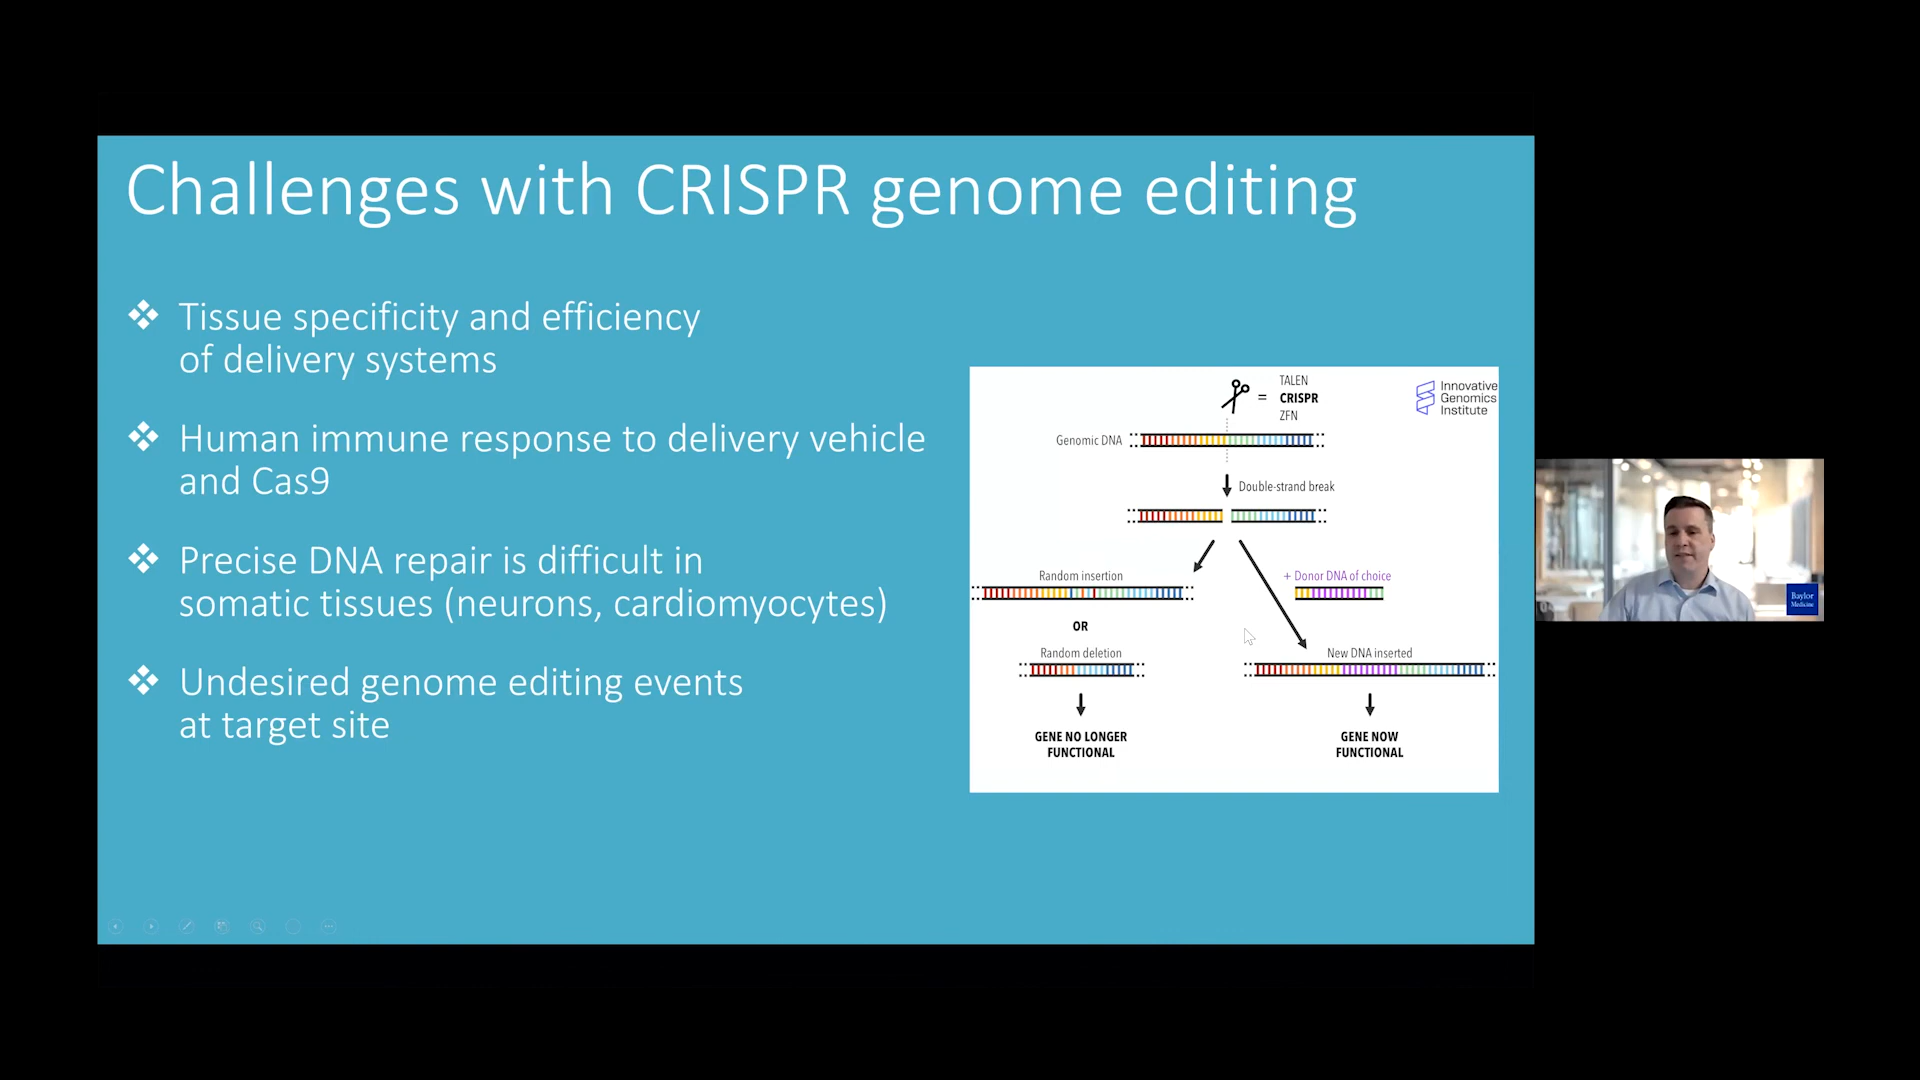 Challenges with CRISPR genome editing
Tissue specificity and efficiency
of delivery systems
Human immune response to delivery vehicle
and Cas9
Precise DNA repair is difficult in
somatic tissues (neurons, cardiomyocytes)
Undesired genome editing events
at target site
=
TALEN
CRISPR
ZFN
Innovative
Genomics
Institute
Genomic DNA
Double-strand break
Random insertion
+ Donor DNA of choice
OR
Random deletion
New DNA inserted
GENE NO LONGER
FUNCTIONAL
GENE NOW
FUNCTIONAL
Baylor
Medicine